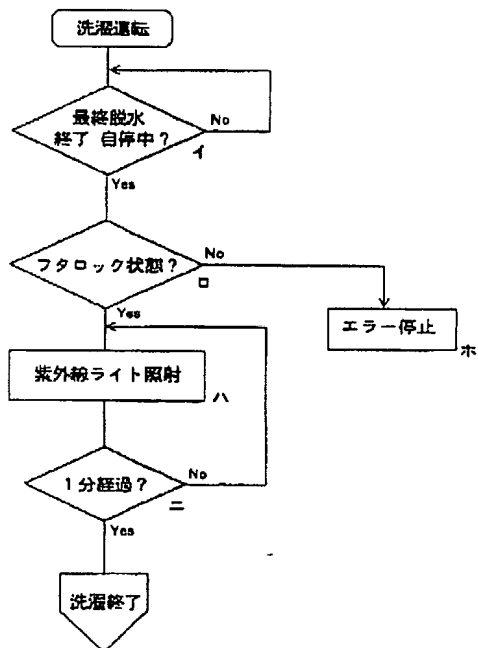 洗濯運転
最終脱水
終了 自停中？
No
イ
Yes
フタロック状態？
No
ロ
Yes
エラー停止
ホ
紫外線ライト照射
ハ
1分経過？
No
ニ
Yes
洗濯終了